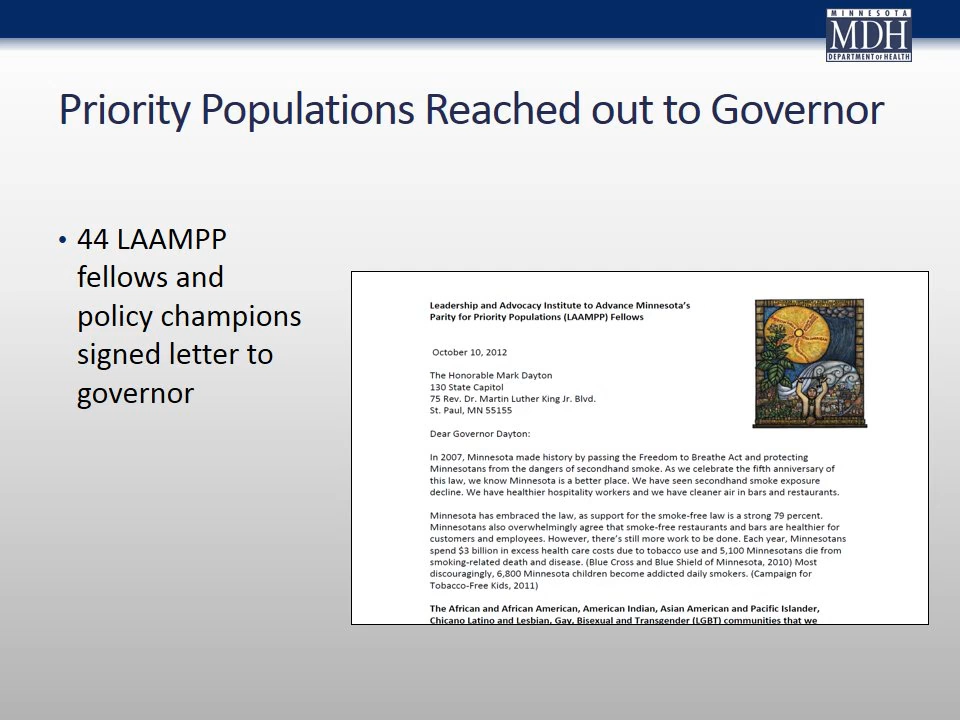 MINNESOTA
MDH
DEPARTMENT OF HEALTH
Priority Populations Reached out to Governor
• 44 LAAMPP
fellows and
policy champions
signed letter to
governor
Leadership and Advocacy Institute to Advance Minnesota's
Parity for Priority Populations (LAAMPP) Fellows
October 10, 2012
The Honorable Mark Dayton
130 State Capitol
75 Rev. Dr. Martin Luther King Jr. Blvd.
St. Paul, MN 55155
Dear Governor Dayton:
In 2007, Minnesota made history by passing the Freedom to Breathe Act and protecting
Minnesotans from the dangers of secondhand smoke. As we celebrate the fifth anniversary of
this law, we know Minnesota is a better place. We have seen secondhand smoke exposure
decline. We have healthier hospitality workers and we have cleaner air in bars and restaurants.
Minnesota has embraced the law, as support for the smoke-free law is a strong 79 percent.
Minnesotans also overwhelmingly agree that smoke-free restaurants and bars are healthier for
customers and employees. However, there's still more work to be done. Each year, Minnesotans
spend $3 billion in excess health care costs due to tobacco use and 5,100 Minnesotans die from
smoking-related death and disease. (Blue Cross and Blue Shield of Minnesota, 2010) Most
discouragingly, 6,800 Minnesota children become addicted daily smokers. (Campaign for
Tobacco-Free Kids, 2011)
The African and African American, American Indian, Asian American and Pacific Islander,
Chicano Latino and Lesbian, Gay, Bisexual and Transgender (LGBT) communities that we